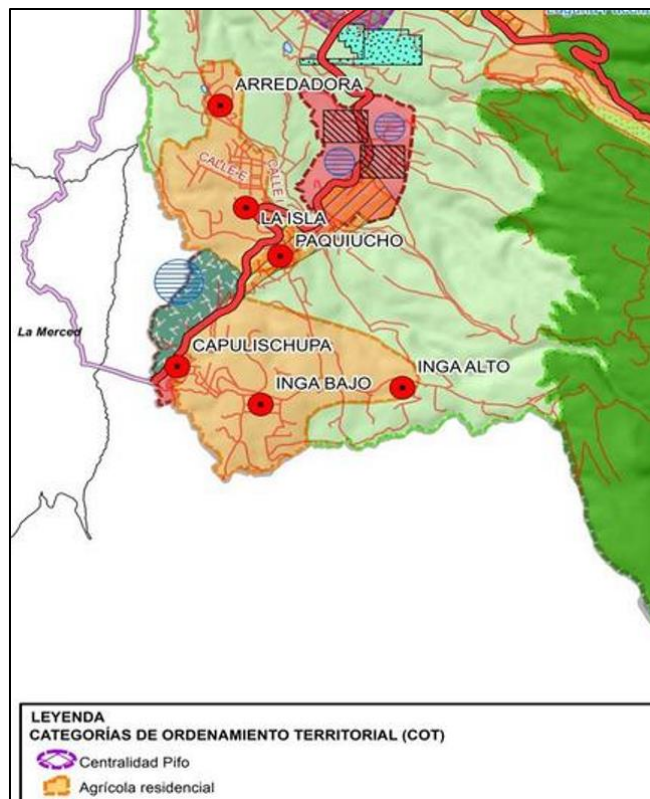 ARREDADORA
CALLE E
CALLE I
LA ISLA
PAQUIUCHO
La Merced
CAPULISCHUPA
INGA ALTO
INGA BAJO
LEYENDA
CATEGORÍAS DE ORDENAMIENTO TERRITORIAL (COT)
Centralidad Pifo
Agrícola residencial